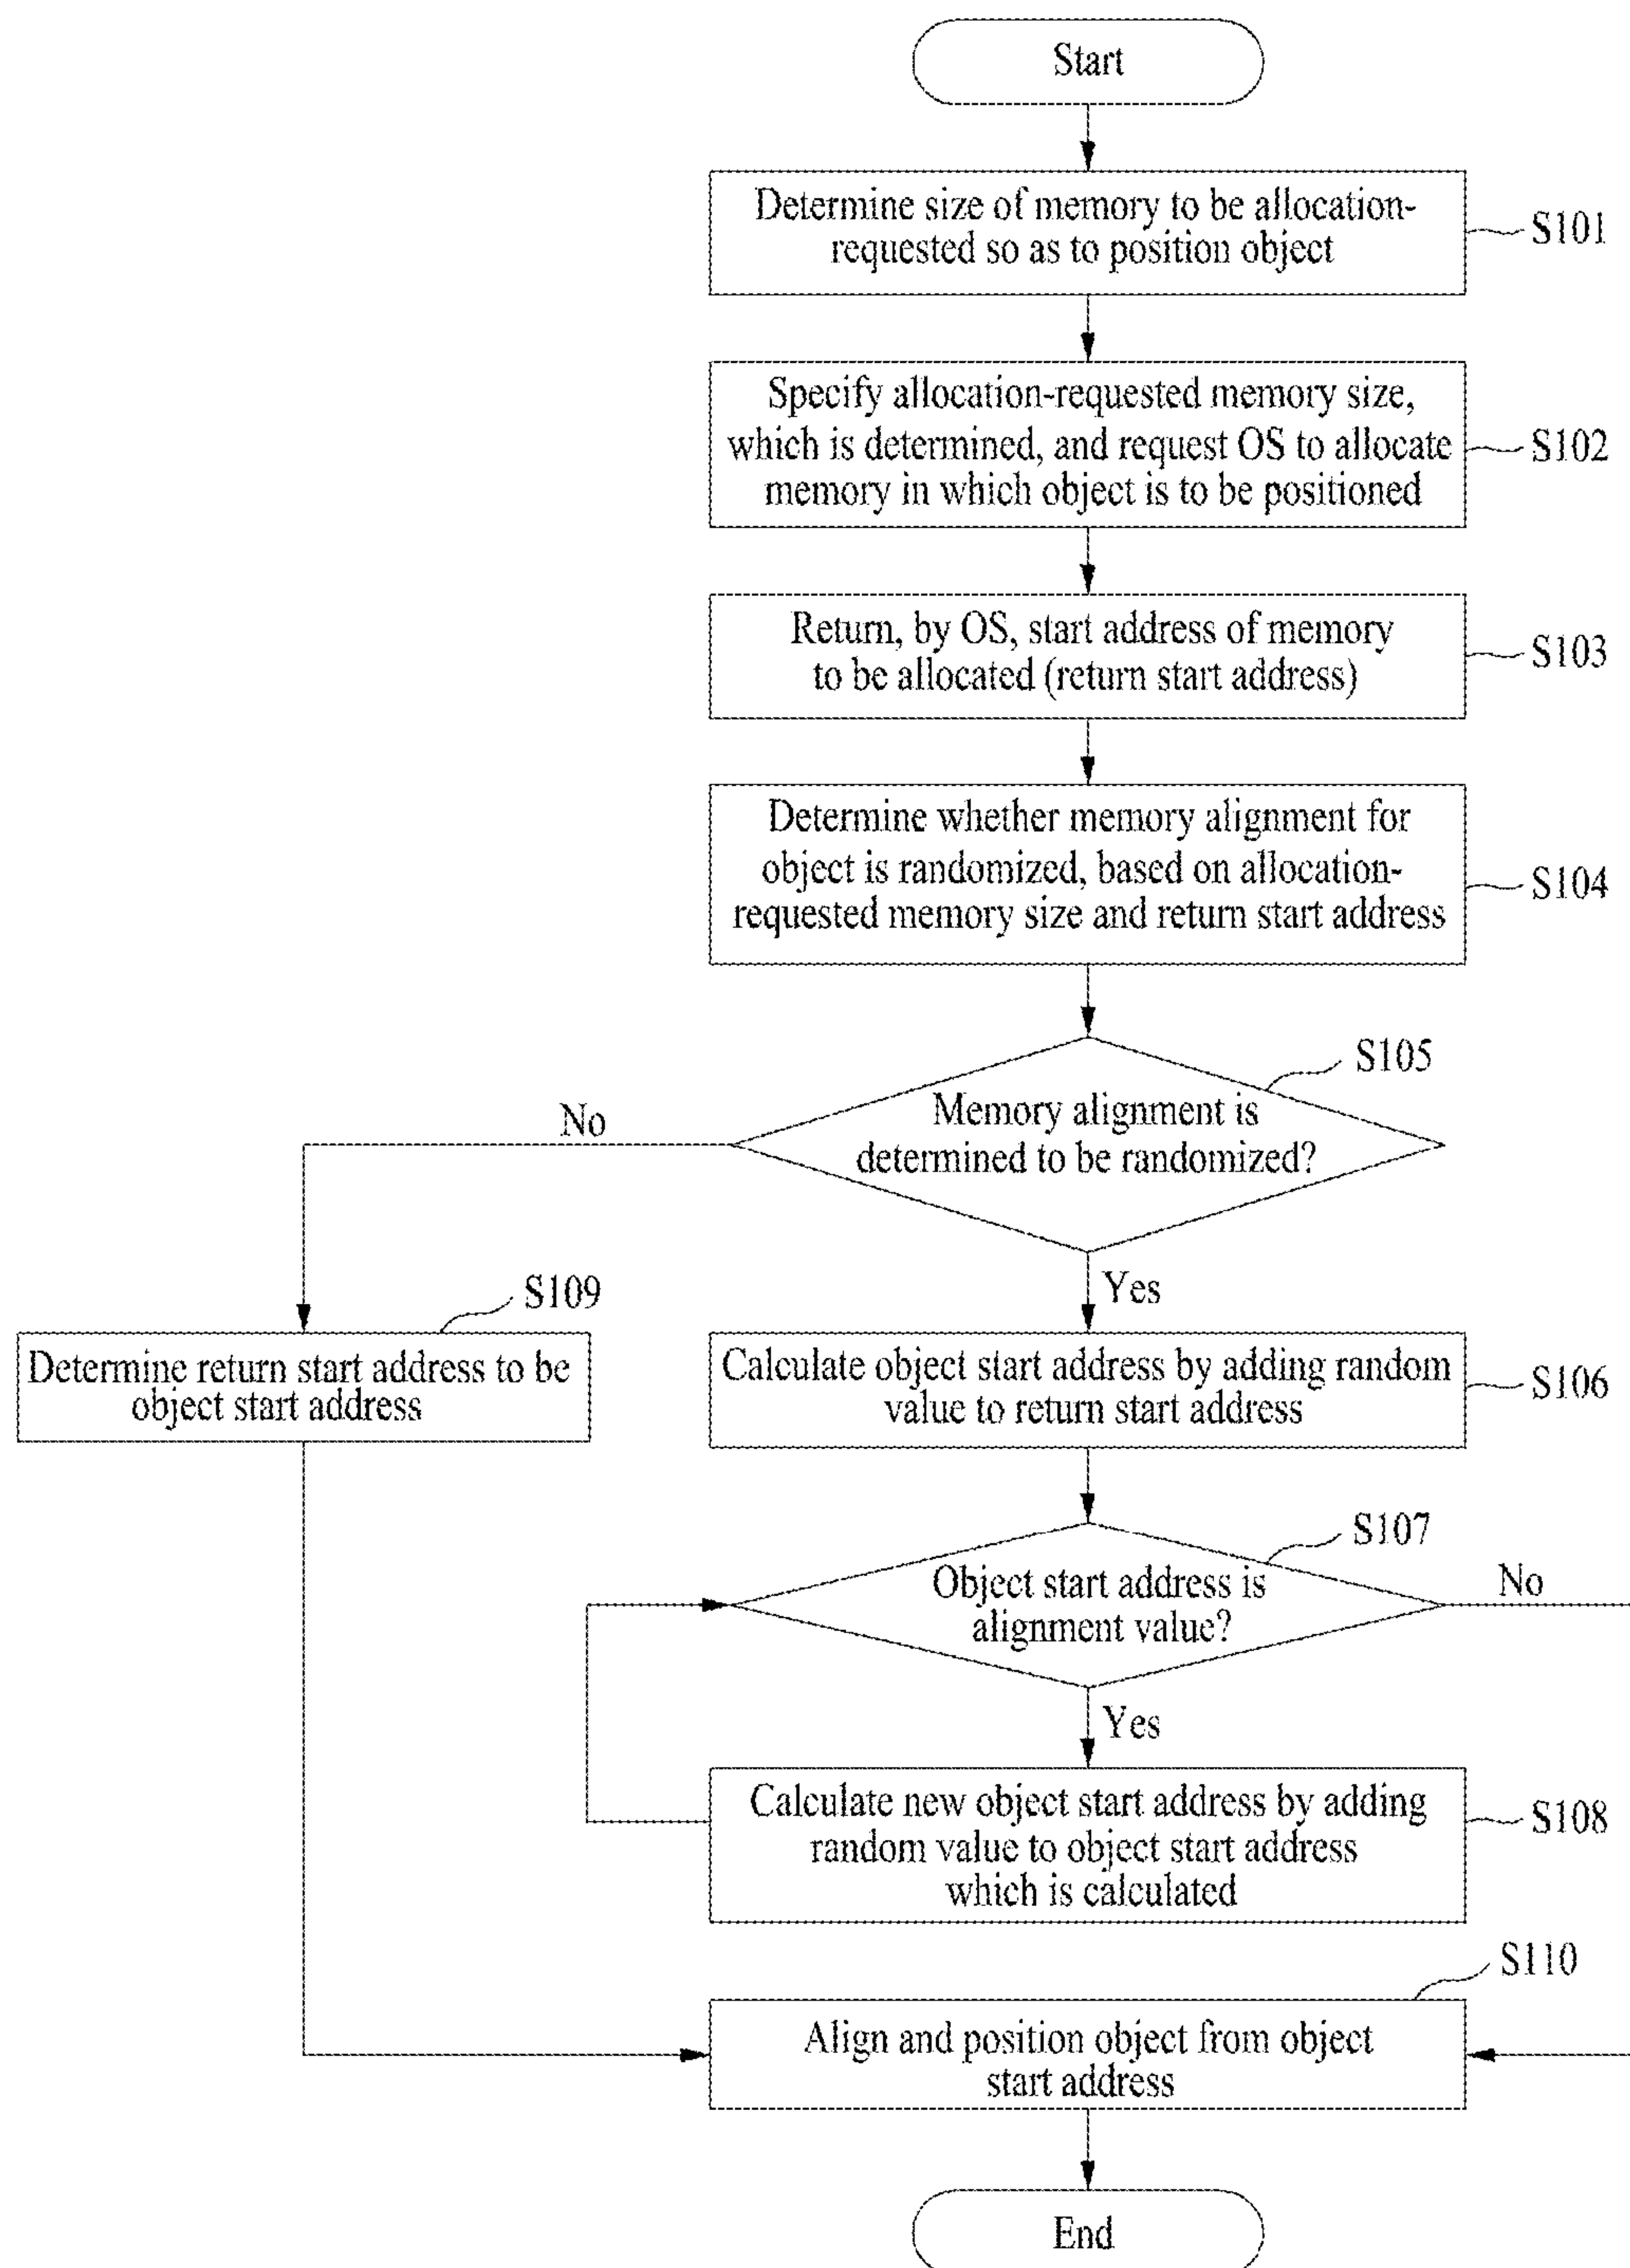 Start
Determine size of memory to be allocation-
requested so as to position object
S101
Specify allocation-requested memory size,
which is determined, and request OS to allocate
memory in which object is to be positioned
S102
Return, by OS, start address of memory
to be allocated (return start address)
S103
Determine whether memory alignment for
object is randomized, based on allocation-
requested memory size and return start address
S104
S105
Memory alignment is
determined to be randomized?
No
Yes
S109
Determine return start address to be
object start address
Calculate object start address by adding random
value to return start address
S106
S107
Object start address is
alignment value?
No
Yes
Calculate new object start address by adding
random value to object start address
which is calculated
S108
S110
Align and position object from object
start address
End